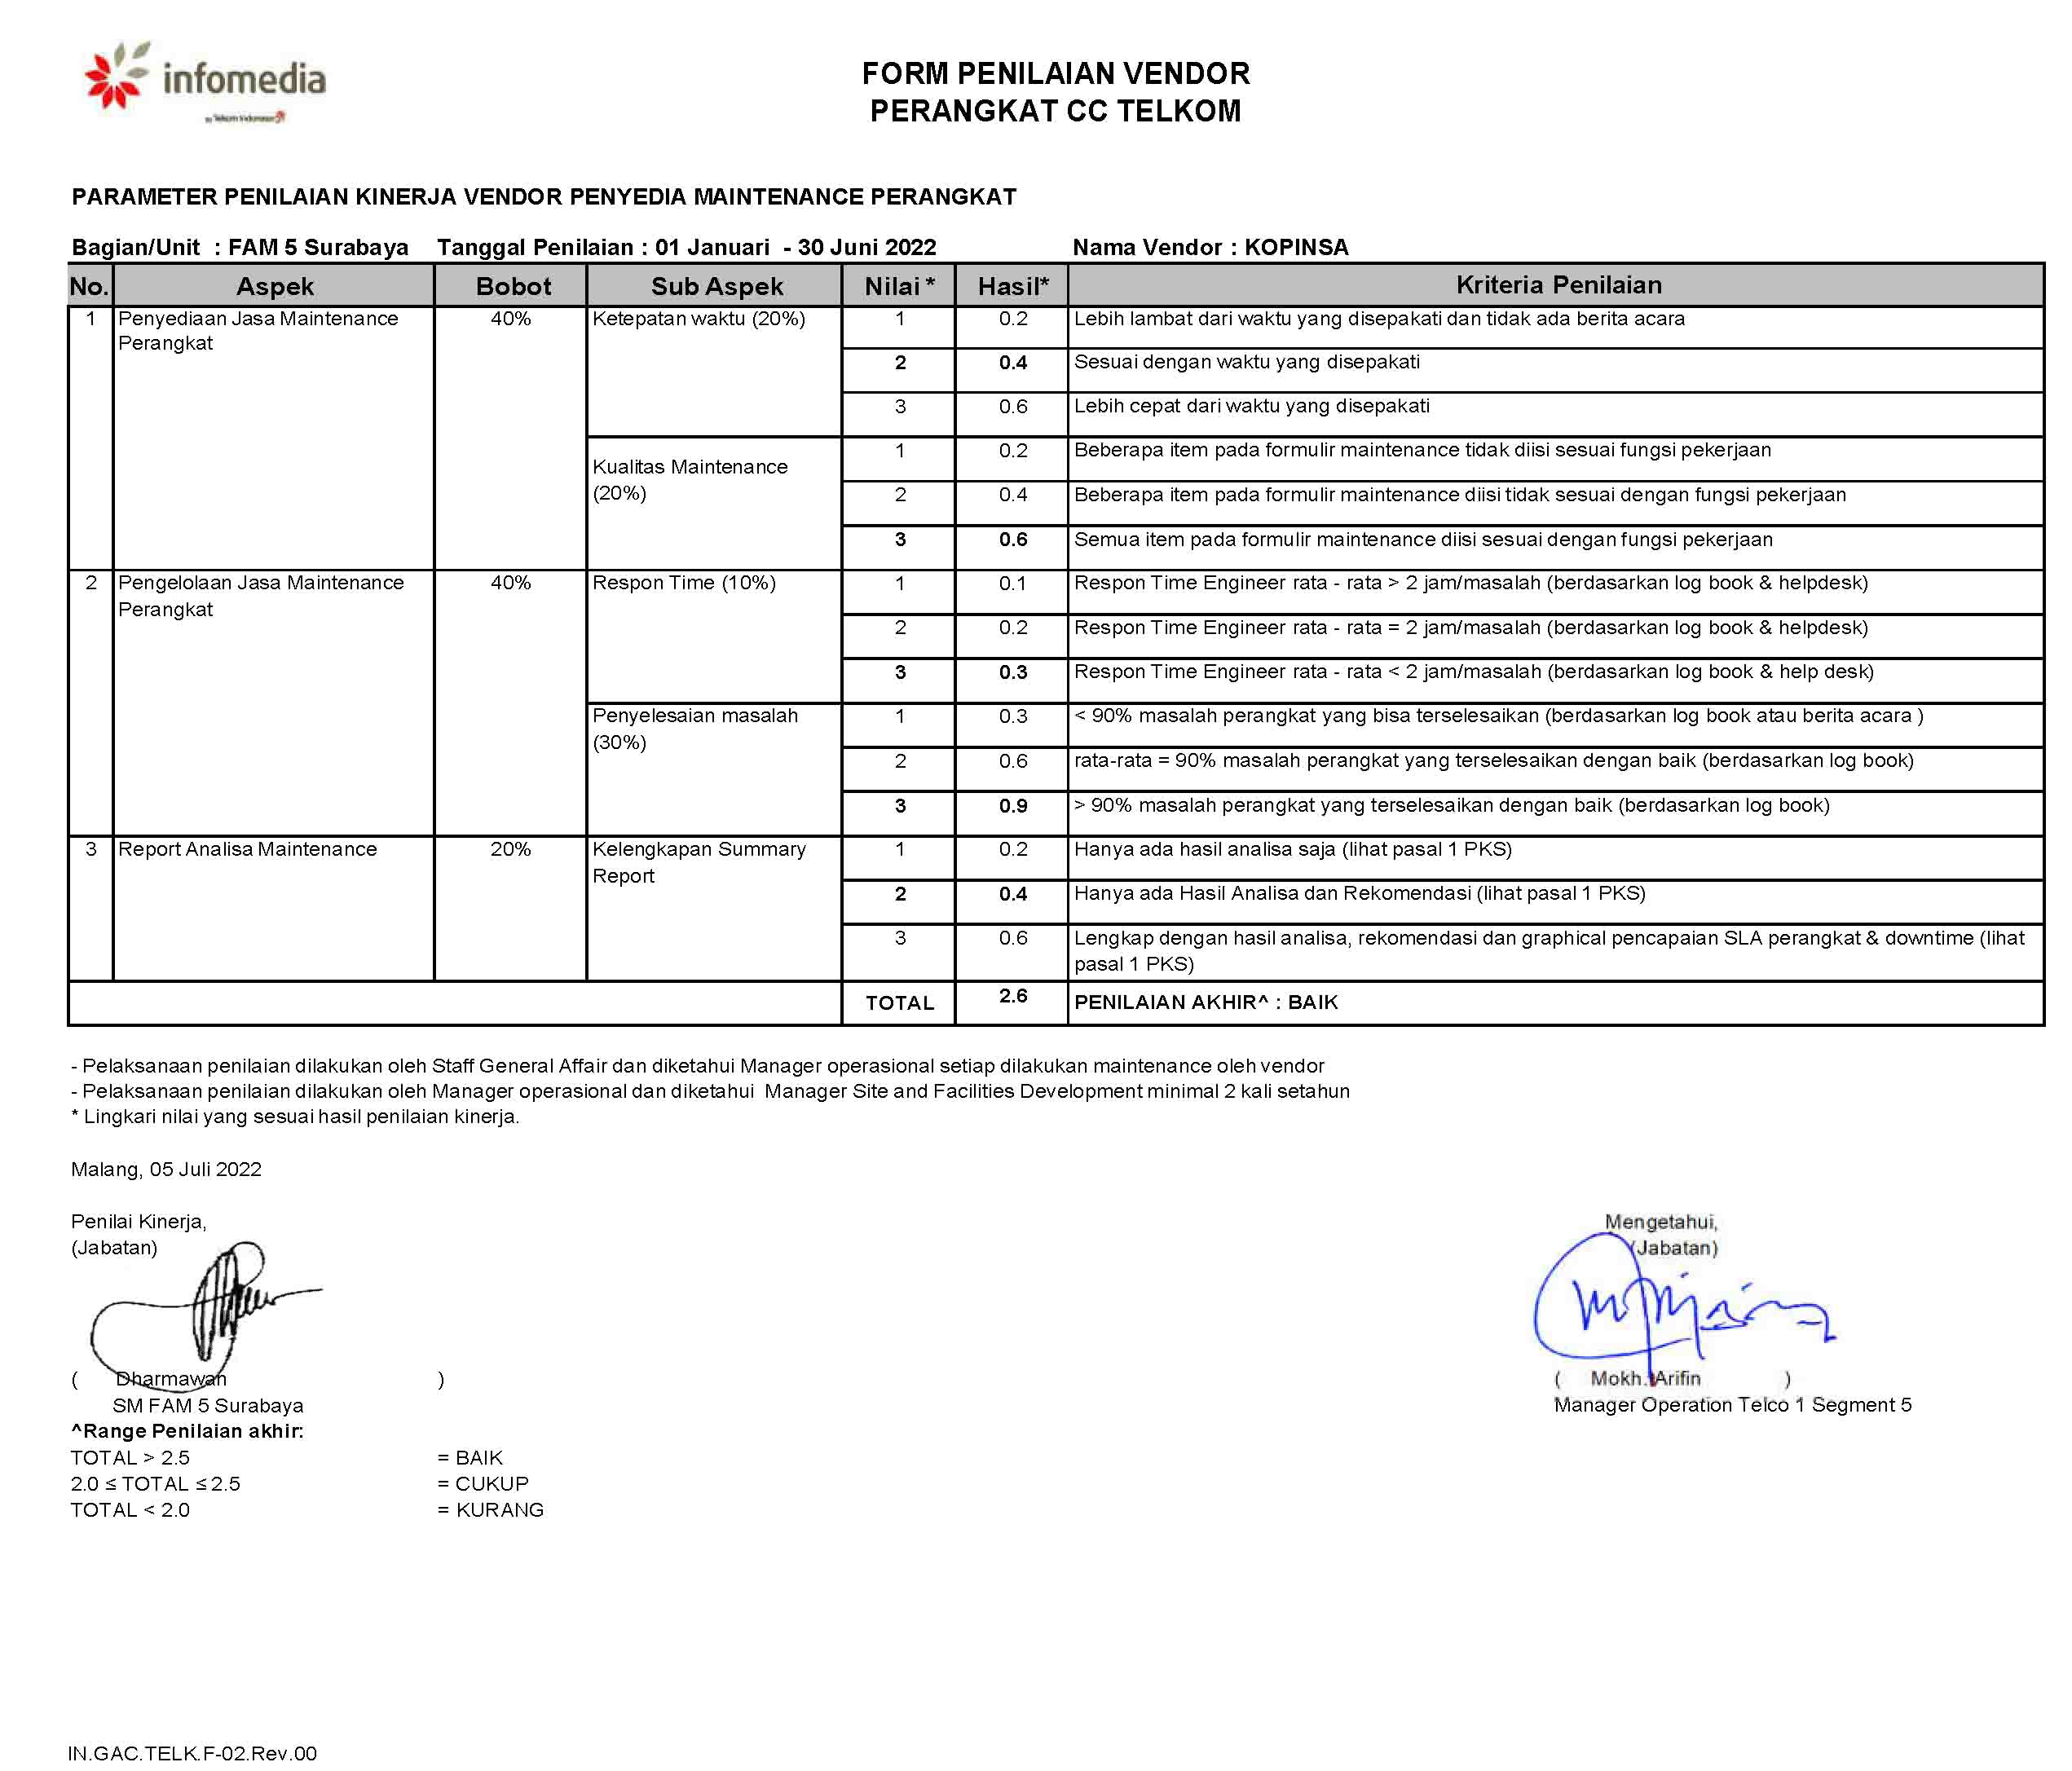 infomedia
by Telkom Indonesia
FORM PENILAIAN VENDOR
PERANGKAT CC TELKOM
PARAMETER PENILAIAN KINERJA VENDOR PENYEDIA MAINTENANCE PERANGKAT
Bagian/Unit : FAM 5 Surabaya Tanggal Penilaian : 01 Januari - 30 Juni 2022 Nama Vendor : KOPINSA
No. Aspek Bobot Sub Aspek Nilai * Hasil* Kriteria Penilaian
1 Penyediaan Jasa Maintenance 40% Ketepatan waktu (20%) 1 0.2 Lebih lambat dari waktu yang disepakati dan tidak ada berita acara
Perangkat
2 0.4 Sesuai dengan waktu yang disepakati
3 0.6 Lebih cepat dari waktu yang disepakati
Kualitas Maintenance 1 0.2 Beberapa item pada formulir maintenance tidak diisi sesuai fungsi pekerjaan
(20%) 2 0.4 Beberapa item pada formulir maintenance diisi tidak sesuai dengan fungsi pekerjaan
3 0.6 Semua item pada formulir maintenance diisi sesuai dengan fungsi pekerjaan
2 Pengelolaan Jasa Maintenance 40% Respon Time (10%) 1 0.1 Respon Time Engineer rata - rata > 2 jam/masalah (berdasarkan log book & helpdesk)
Perangkat
2 0.2 Respon Time Engineer rata - rata = 2 jam/masalah (berdasarkan log book & helpdesk)
3 0.3 Respon Time Engineer rata - rata < 2 jam/masalah (berdasarkan log book & help desk)
Penyelesaian masalah 1 0.3 < 90% masalah perangkat yang bisa terselesaikan (berdasarkan log book atau berita acara )
(30%)
2 0.6 rata-rata = 90% masalah perangkat yang terselesaikan dengan baik (berdasarkan log book)
3 0.9 > 90% masalah perangkat yang terselesaikan dengan baik (berdasarkan log book)
3 Report Analisa Maintenance 20% Kelengkapan Summary 1 0.2 Hanya ada hasil analisa saja (lihat pasal 1 PKS)
Report
2 0.4 Hanya ada Hasil Analisa dan Rekomendasi (lihat pasal 1 PKS)
3 0.6 Lengkap dengan hasil analisa, rekomendasi dan graphical pencapaian SLA perangkat & downtime (lihat
pasal 1 PKS)
TOTAL 2.6 PENILAIAN AKHIR^ : BAIK
- Pelaksanaan penilaian dilakukan oleh Staff General Affair dan diketahui Manager operasional setiap dilakukan maintenance oleh vendor
- Pelaksanaan penilaian dilakukan oleh Manager operasional dan diketahui Manager Site and Facilities Development minimal 2 kali setahun
* Lingkari nilai yang sesuai hasil penilaian kinerja.
Malang, 05 Juli 2022
Penilai Kinerja, Mengetahui,
(Jabatan) (Jabatan)
( Dharmawan ) ( Mokh. Arifin )
SM FAM 5 Surabaya Manager Operation Telco 1 Segment 5
^Range Penilaian akhir:
TOTAL > 2.5 = BAIK
2.0 ≤ TOTAL ≤ 2.5 = CUKUP
TOTAL < 2.0 = KURANG
IN.GAC.TELK.F-02.Rev.00